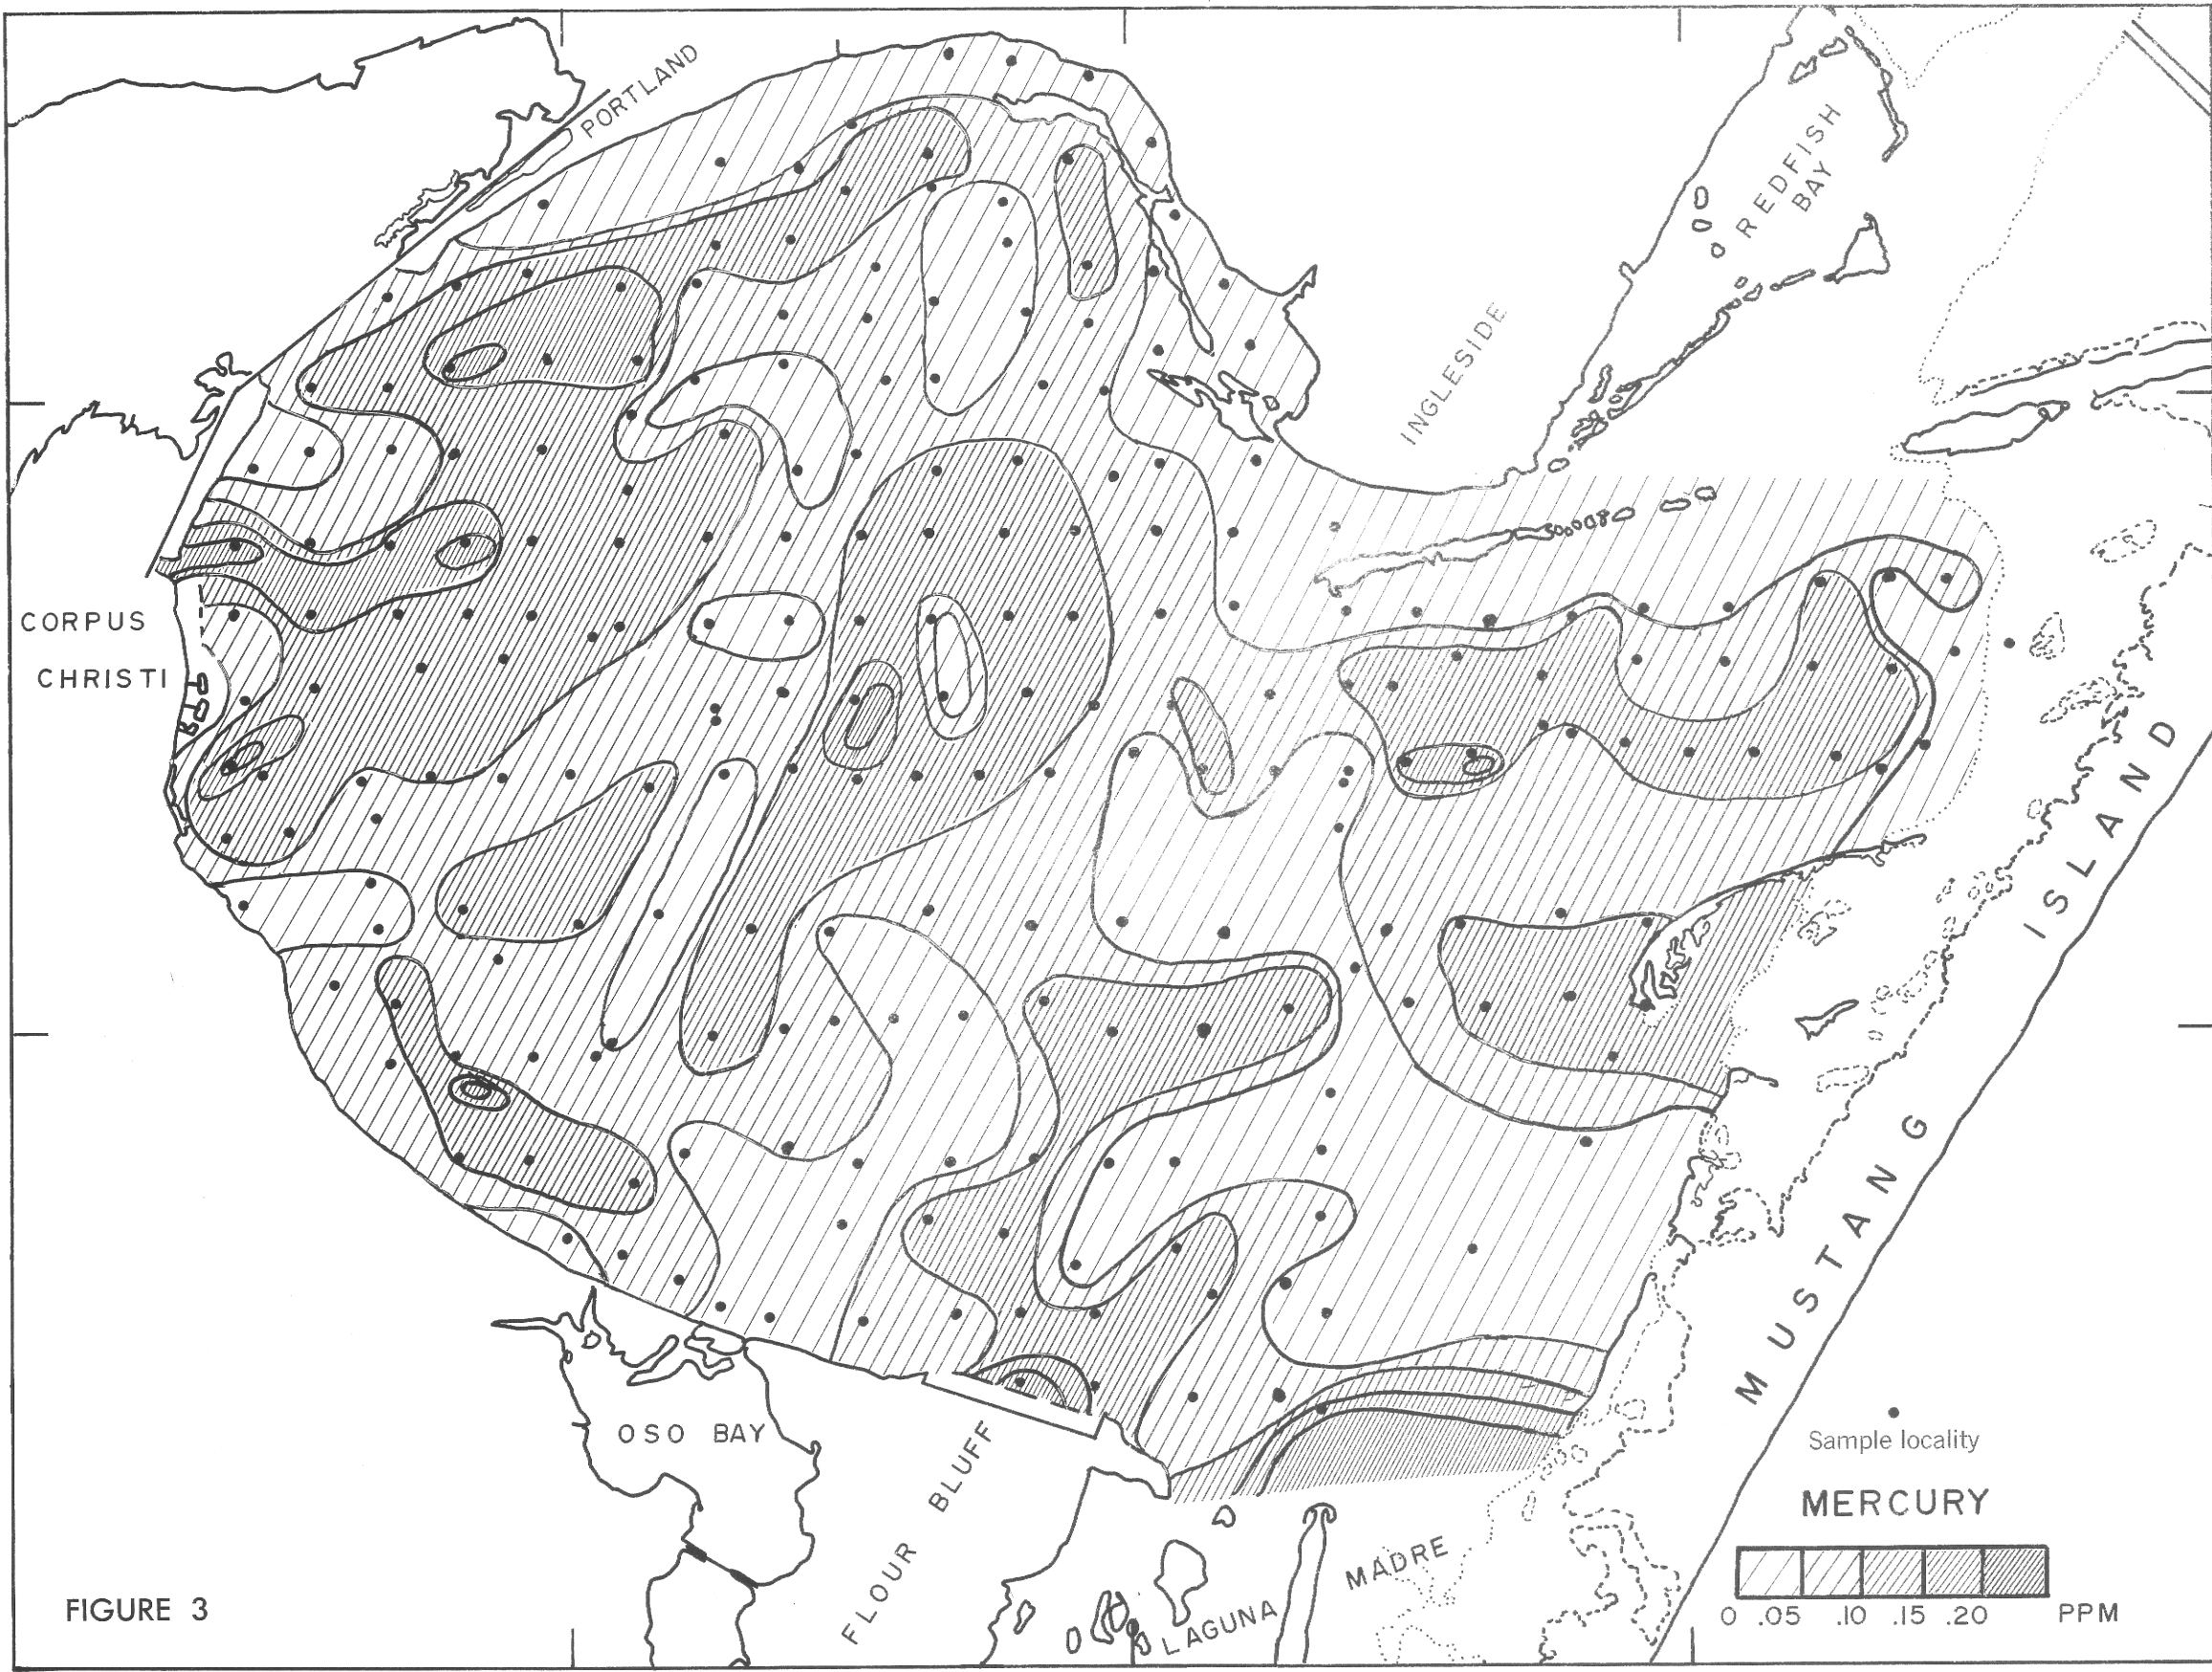 PORTLAND
REDFISH
BAY
INGLESIDE
CORPUS
CHRISTI
MUSTANG ISLAND
OSO BAY
FLOUR BLUFF
LAGUNA MADRE
Sample locality
MERCURY
0 .05 .10 .15 .20 PPM
FIGURE 3